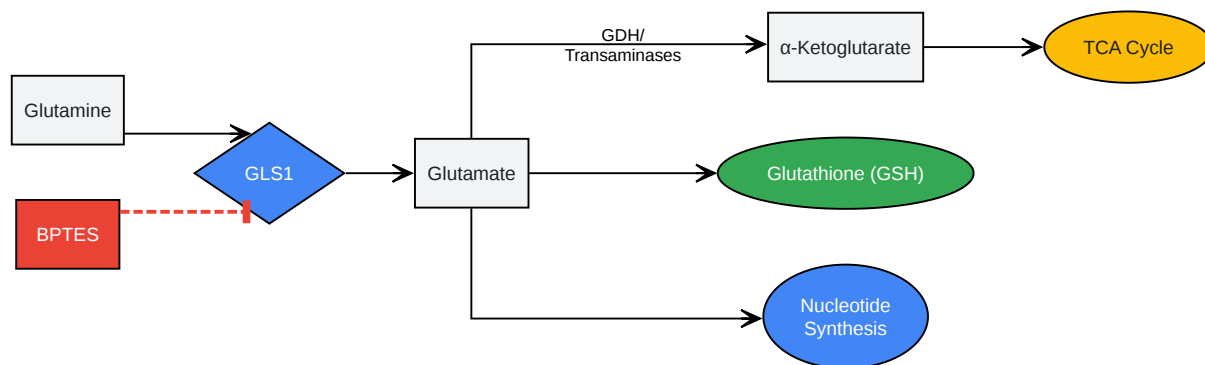 GDH/
Transaminases
α-Ketoglutarate
TCA Cycle
Glutamine
GLS1
Glutamate
Glutathione (GSH)
BPTES
Nucleotide
Synthesis